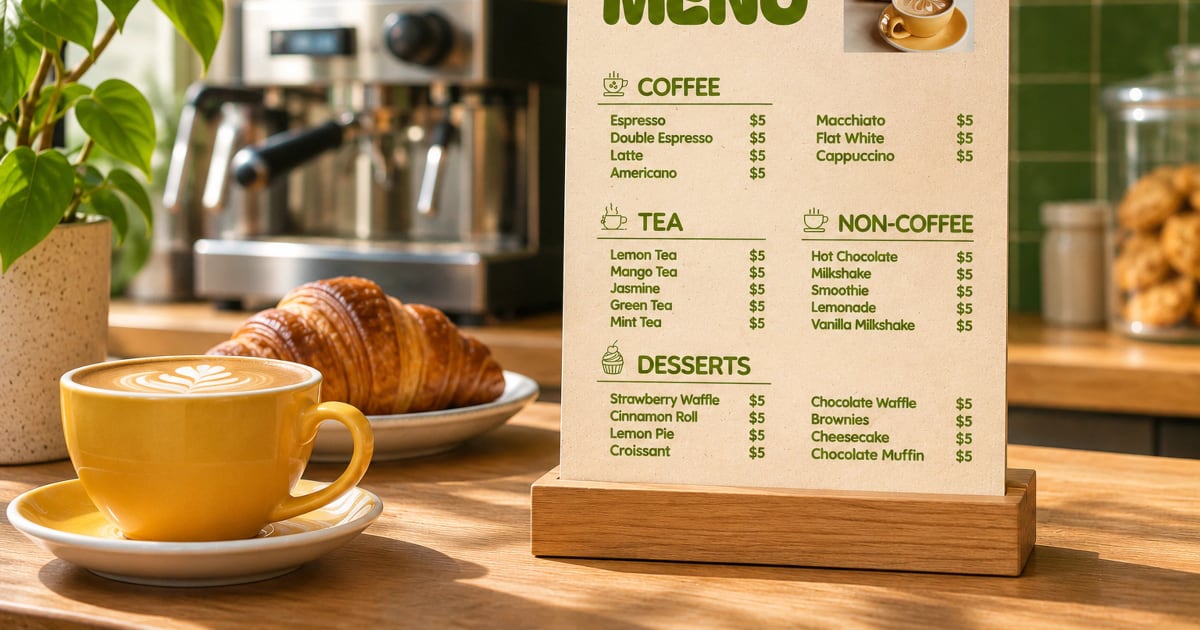 MENU
COFFEE
Espresso $5
Double Espresso $5
Latte $5
Americano $5
Macchiato $5
Flat White $5
Cappuccino $5
TEA
Lemon Tea $5
Mango Tea $5
Jasmine $5
Green Tea $5
Mint Tea $5
NON-COFFEE
Hot Chocolate $5
Milkshake $5
Smoothie $5
Lemonade $5
Vanilla Milkshake $5
DESSERTS
Strawberry Waffle $5
Cinnamon Roll $5
Lemon Pie $5
Croissant $5
Chocolate Waffle $5
Brownies $5
Cheesecake $5
Chocolate Muffin $5